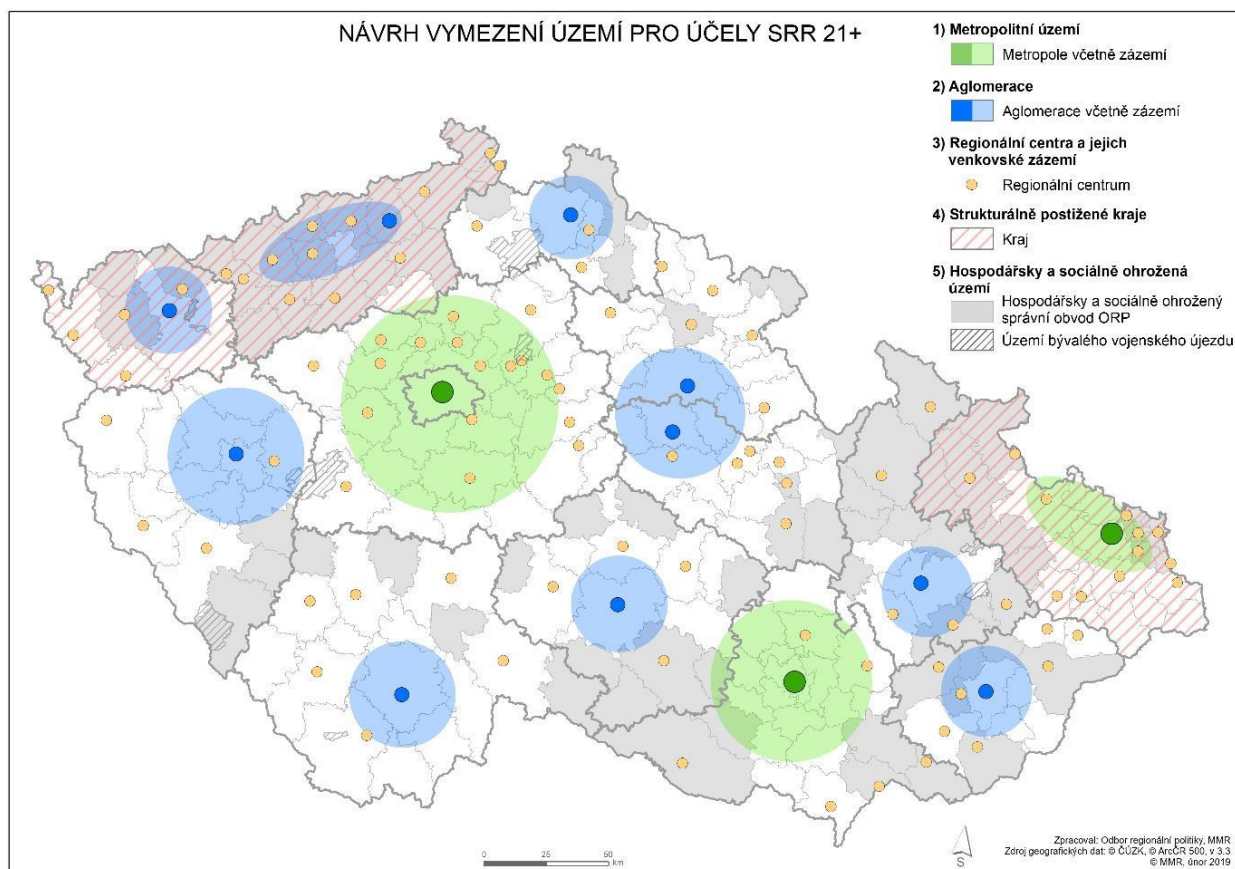 NÁVRH VYMEZENÍ ÚZEMÍ PRO ÚČELY SRR 21+
1) Metropolitní území
Metropole včetně zázemí
2) Aglomerace
Aglomerace včetně zázemí
3) Regionální centra a jejich
venkovské zázemí
Regionální centrum
4) Strukturálně postižené kraje
Kraj
5) Hospodářsky a sociálně ohrožená
území
Hospodářsky a sociálně ohrožený
správní obvod ORP
Území bývalého vojenského újezdu
0 25 50
km
S
Zpracoval: Odbor regionální politiky, MMR
Zdroj geografických dat: © ČÚZK, © ArcČR 500, v 3.3
© MMR, únor 2019